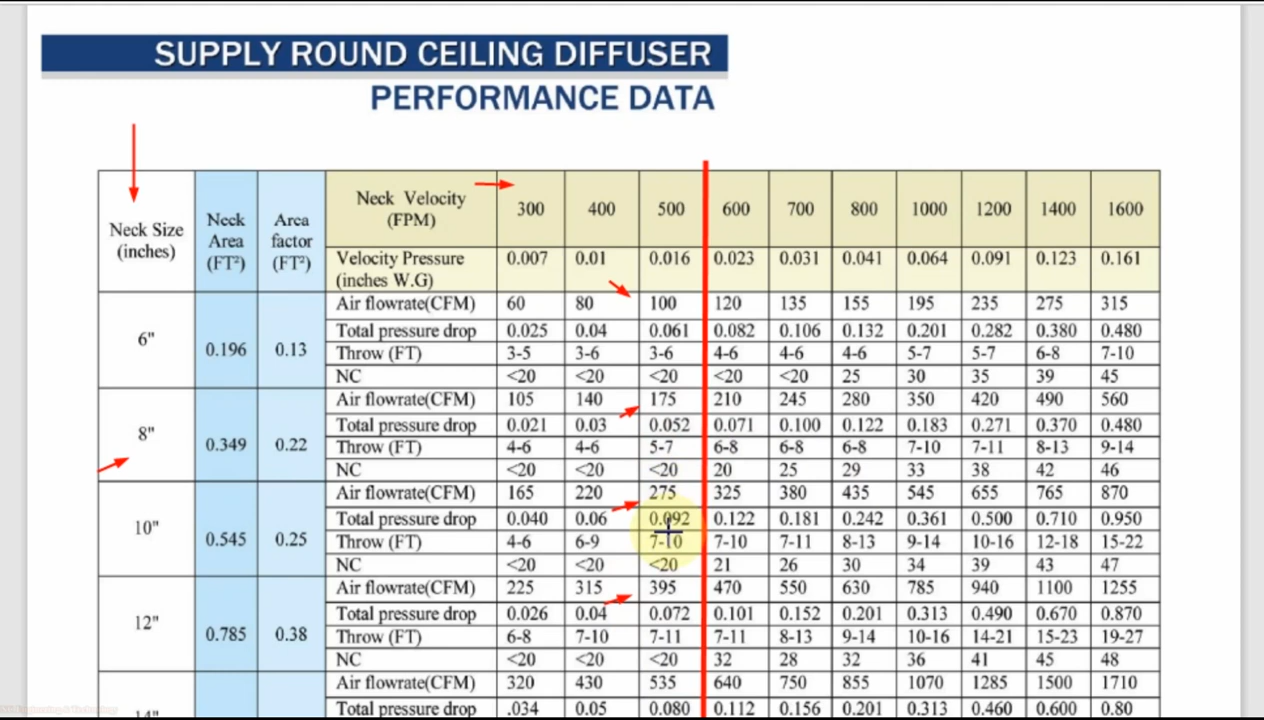 SUPPLY ROUND CEILING DIFFUSER
PERFORMANCE DATA
Neck Size (inches) Neck Area (FT²) Area factor (FT²) Neck Velocity (FPM) 300 400 500 600 700 800 1000 1200 1400 1600
Velocity Pressure (inches W.G) 0.007 0.01 0.016 0.023 0.031 0.041 0.064 0.091 0.123 0.161
6" 0.196 0.13 Air flowrate(CFM) 60 80 100 120 135 155 195 235 275 315
Total pressure drop 0.025 0.04 0.061 0.082 0.106 0.132 0.201 0.282 0.380 0.480
Throw (FT) 3-5 3-6 3-6 4-6 4-6 4-6 5-7 5-7 6-8 7-10
NC <20 <20 <20 <20 <20 25 30 35 39 45
8" 0.349 0.22 Air flowrate(CFM) 105 140 175 210 245 280 350 420 490 560
Total pressure drop 0.021 0.03 0.052 0.071 0.100 0.122 0.183 0.271 0.370 0.480
Throw (FT) 4-6 4-6 5-7 6-8 6-8 6-8 7-10 7-11 8-13 9-14
NC <20 <20 <20 20 25 29 33 38 42 46
10" 0.545 0.25 Air flowrate(CFM) 165 220 275 325 380 435 545 655 765 870
Total pressure drop 0.040 0.06 0.092 0.122 0.181 0.242 0.361 0.500 0.710 0.950
Throw (FT) 4-6 6-9 7-10 7-10 7-11 8-13 9-14 10-16 12-18 15-22
NC <20 <20 <20 21 26 30 34 39 43 47
12" 0.785 0.38 Air flowrate(CFM) 225 315 395 470 550 630 785 940 1100 1255
Total pressure drop 0.026 0.04 0.072 0.101 0.152 0.201 0.313 0.490 0.670 0.870
Throw (FT) 6-8 7-10 7-11 7-11 8-13 9-14 10-16 14-21 15-23 19-27
NC <20 <20 <20 32 28 32 36 41 45 48
14" Air flowrate(CFM) 320 430 535 640 750 855 1070 1285 1500 1710
Total pressure drop .034 0.05 0.080 0.112 0.156 0.201 0.313 0.460 0.600 0.80